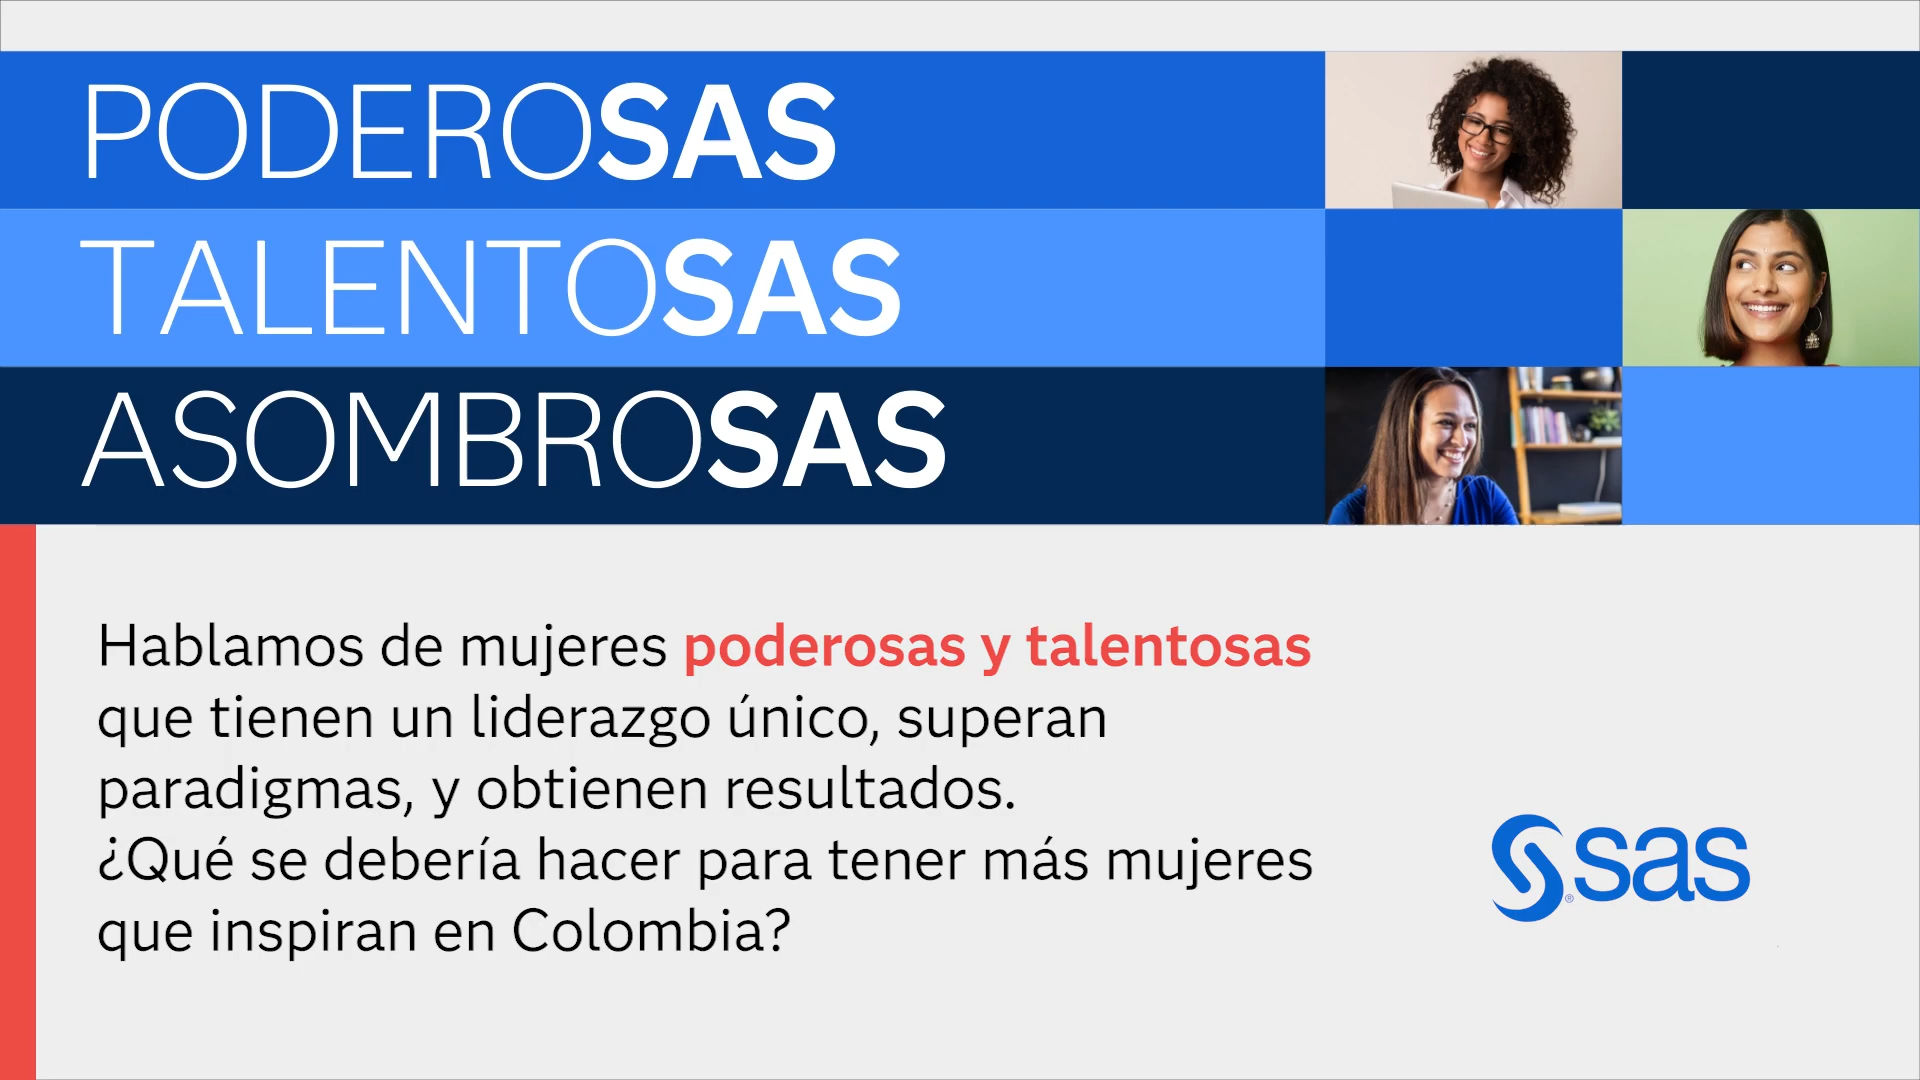 PODEROSAS
TALENTOSAS
ASOMBROSAS
Hablamos de mujeres poderosas y talentosas
que tienen un liderazgo único, superan
paradigmas, y obtienen resultados.
¿Qué se debería hacer para tener más mujeres
que inspiran en Colombia?
®sas